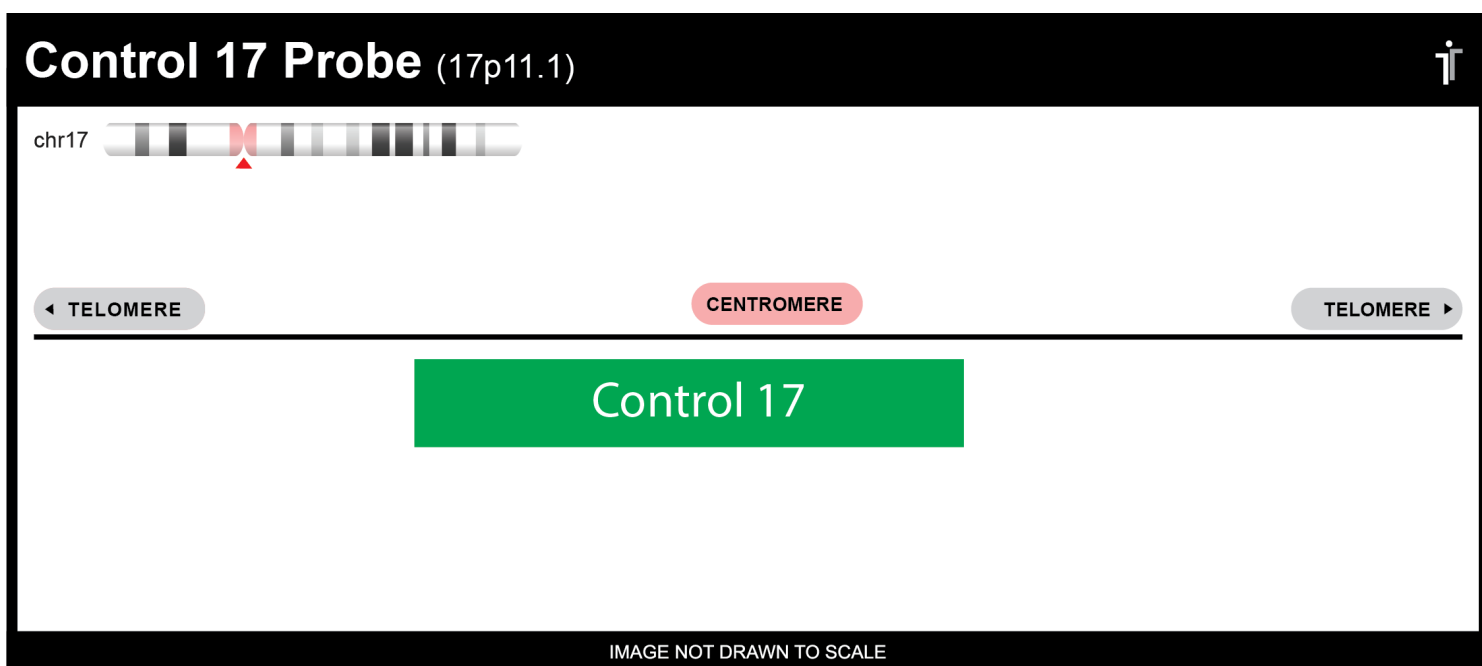 Control 17 Probe (17p11.1)
chr17
TELOMERE
CENTROMERE
TELOMERE
Control 17
IMAGE NOT DRAWN TO SCALE